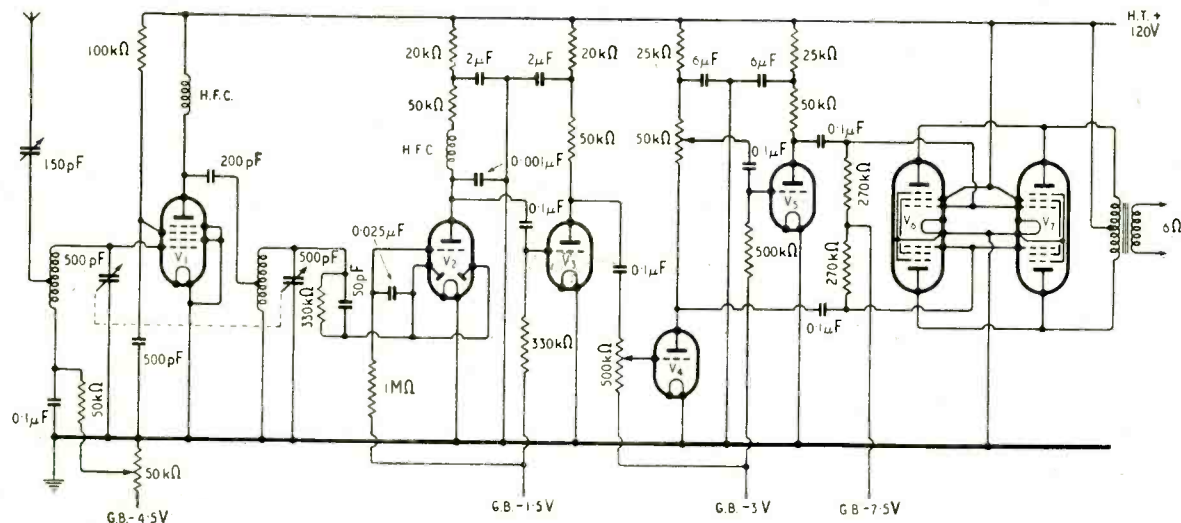 H.T. +
120V
100kΩ
H.F.C.
20kΩ
2μF
2μF
20kΩ
25kΩ
6μF
6μF
25kΩ
150pF
200pF
50kΩ
H.F.C
0·001μF
50kΩ
50kΩ
50kΩ
0·1μF
0·1μF
500pF
V1
500pF
0·025μF
50pF
330kΩ
V2
0·1μF
V3
V5
270kΩ
V6
V7
6Ω
0·1μF
500kΩ
270kΩ
0·1μF
500pF
1MΩ
330kΩ
500kΩ
V4
0·1μF
50kΩ
50kΩ
G.B.-4·5V
G.B.-1·5V
G.B.-3V
G.B.-7·5V